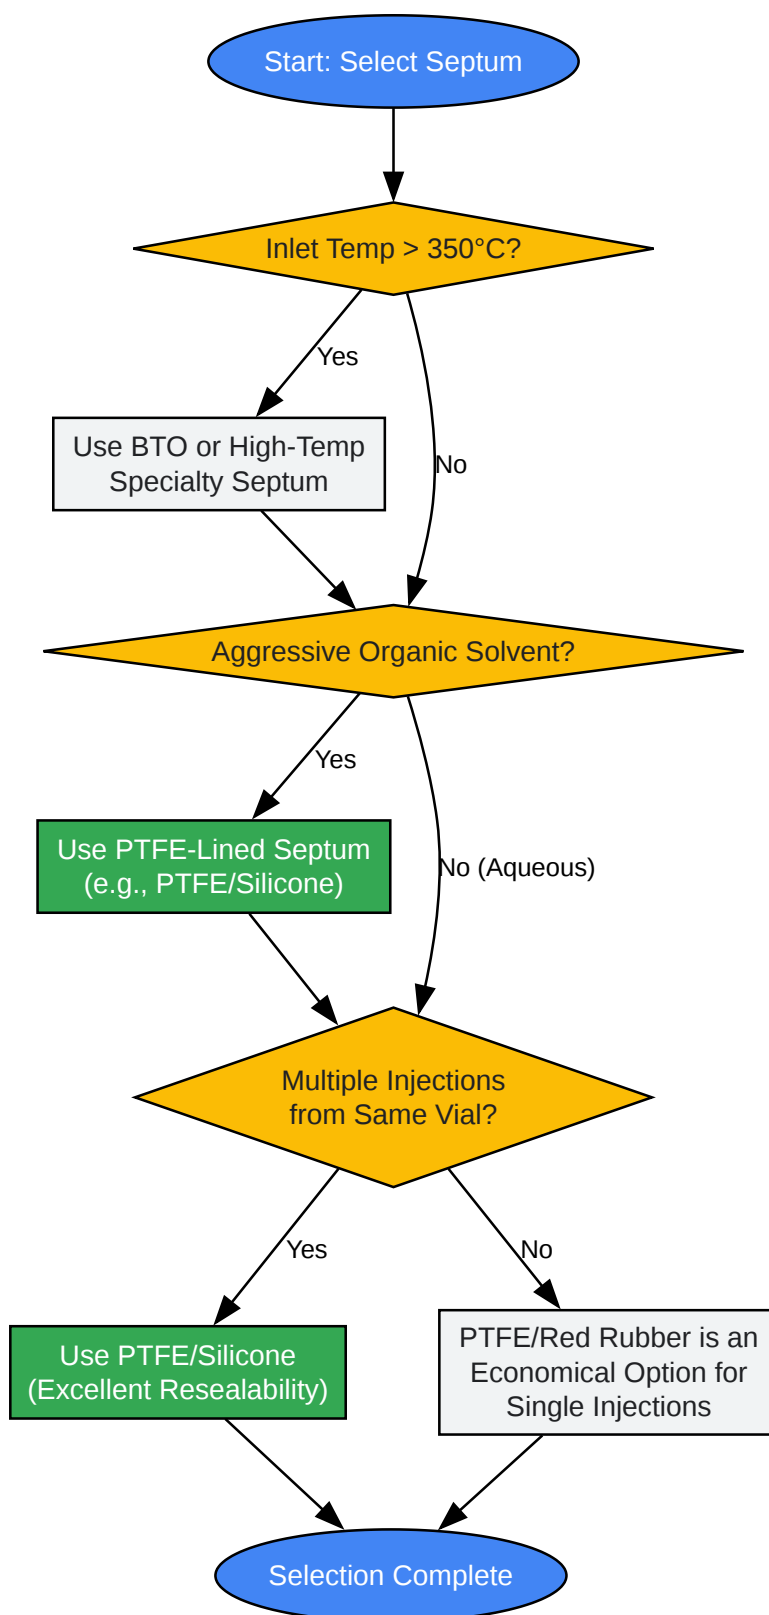 Start: Select Septum
Inlet Temp > 350°C?
Yes
Use BTO or High-Temp
Specialty Septum
No
Aggressive Organic Solvent?
Yes
Use PTFE-Lined Septum
(e.g., PTFE/Silicone)
No (Aqueous)
Multiple Injections
from Same Vial?
Yes
No
Use PTFE/Silicone
(Excellent Resealability)
PTFE/Red Rubber is an
Economical Option for
Single Injections
Selection Complete